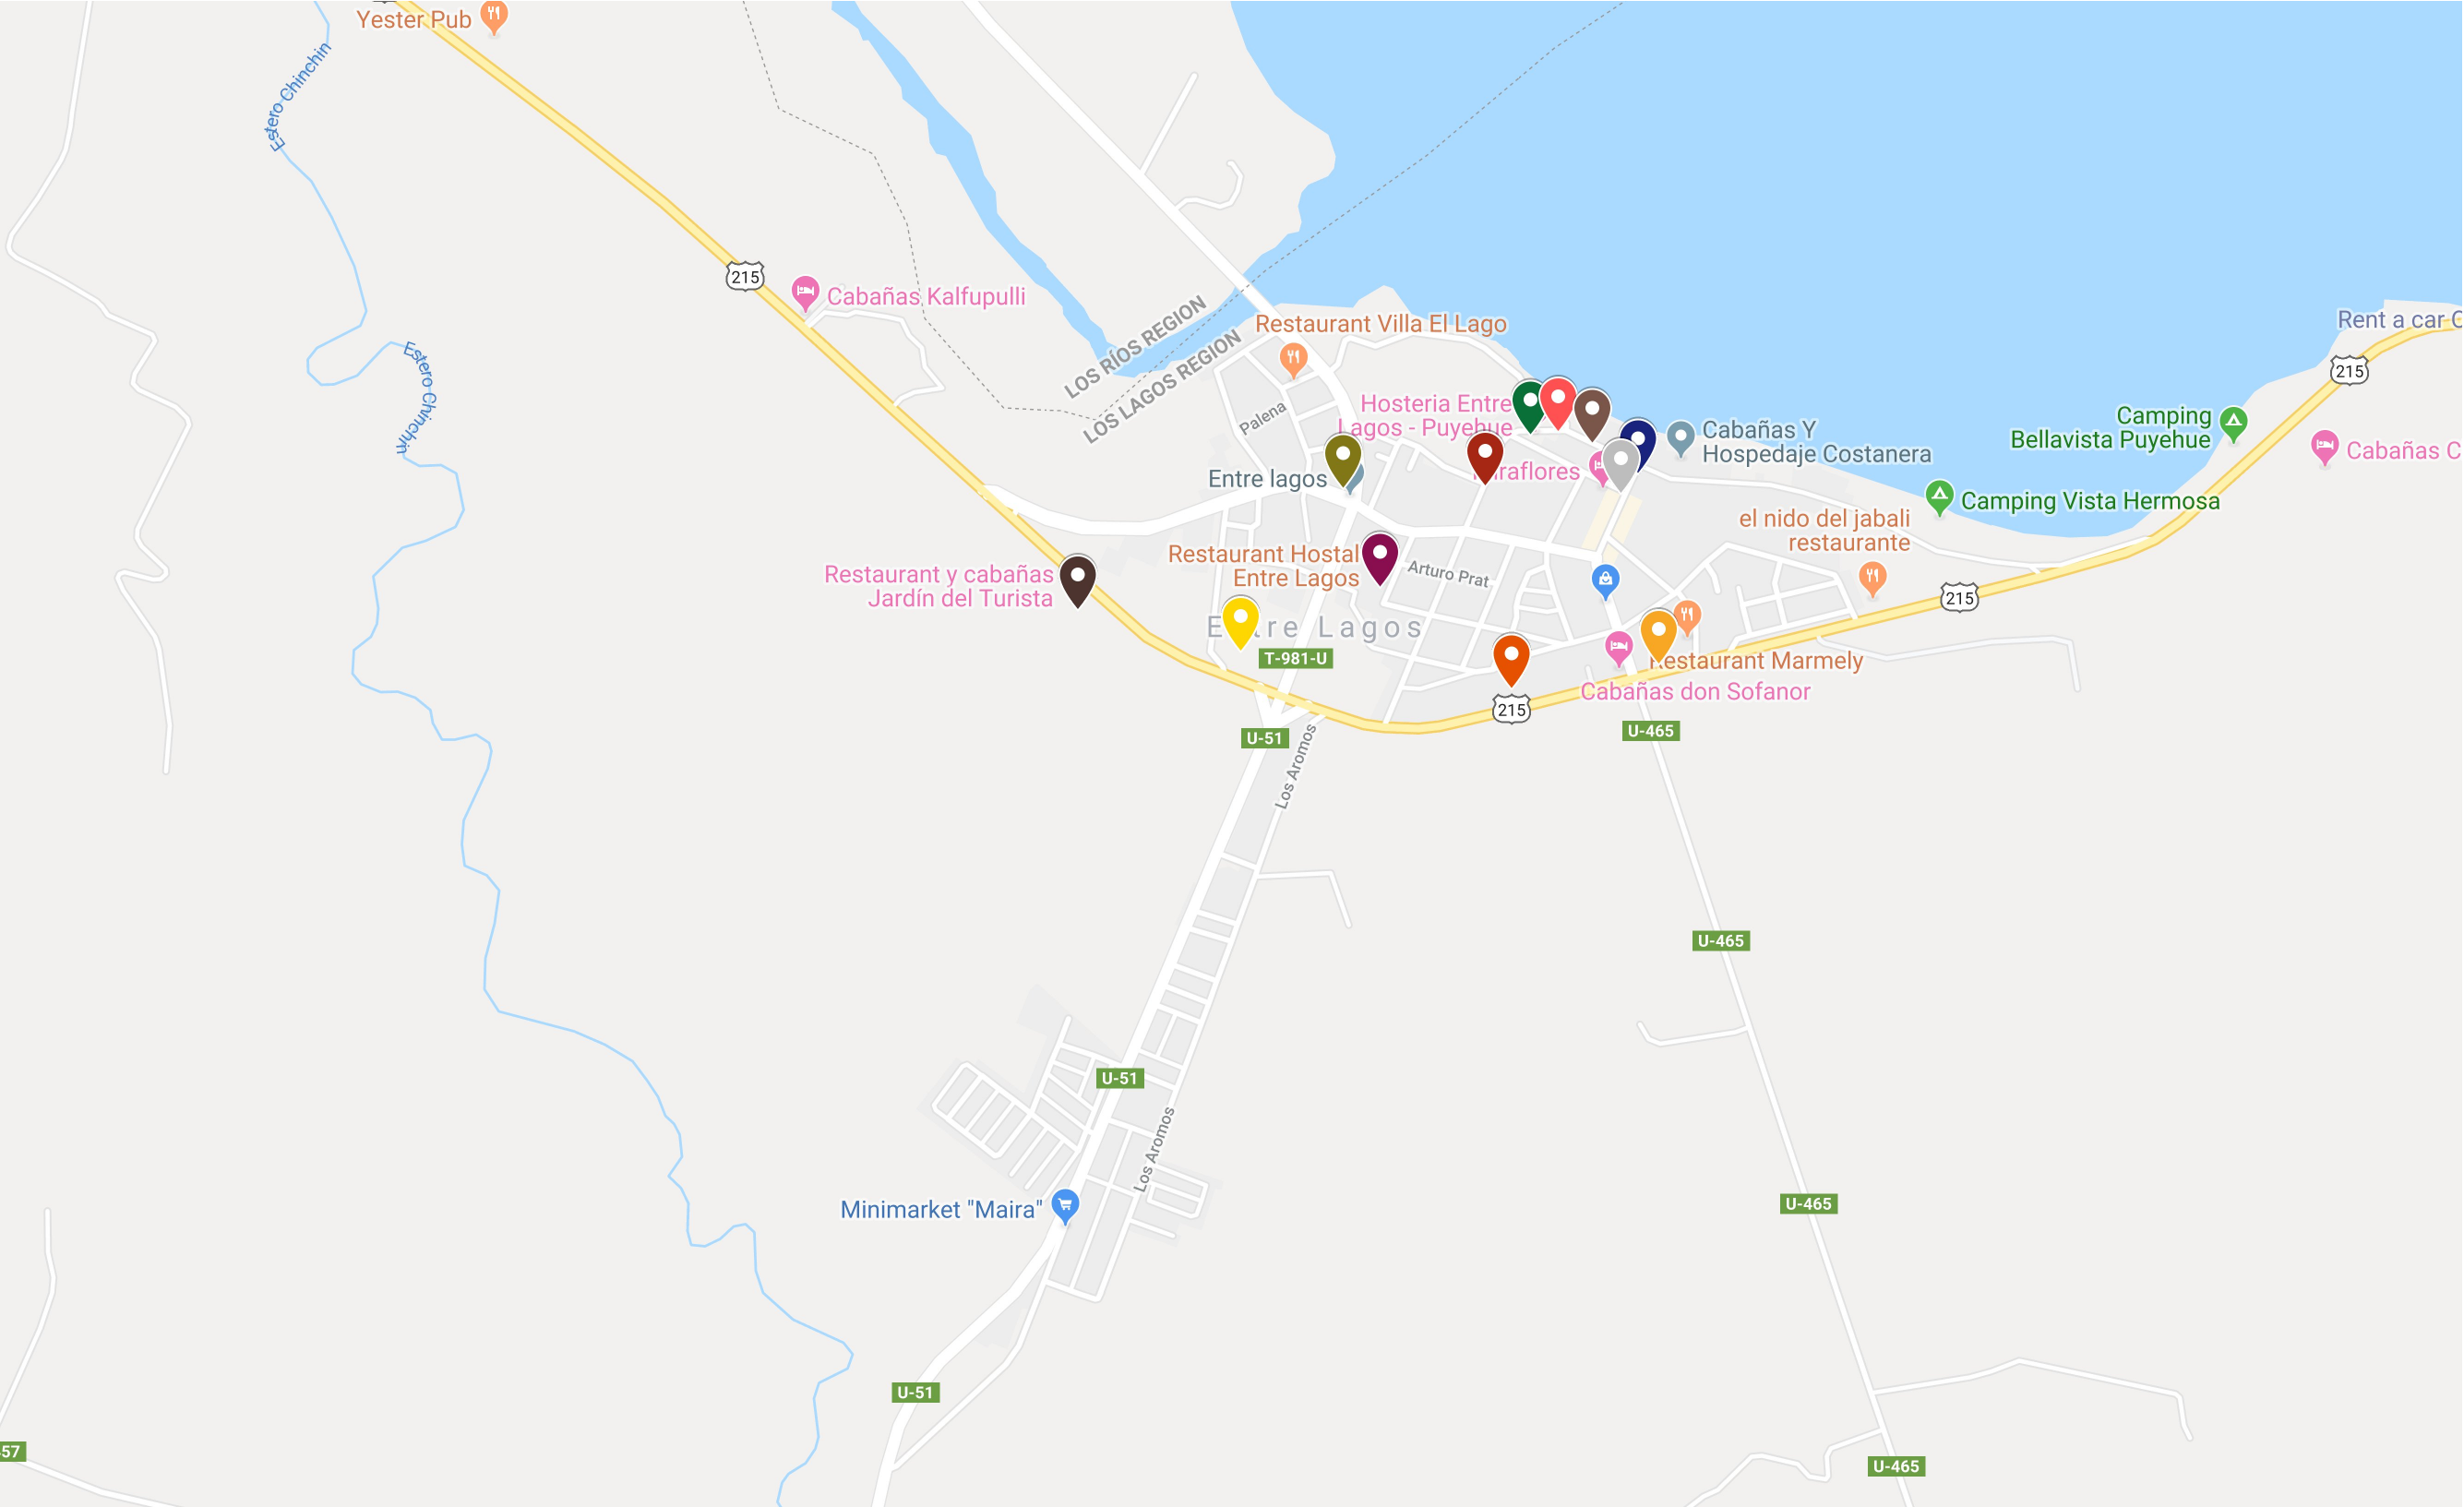 Yester Pub
Estero Chinchin
215
Cabañas Kalfupulli
LOS RÍOS REGION
LOS LAGOS REGION
Restaurant Villa El Lago
Rent a car C
215
Estero Chinchin
Palena
Hosteria Entre
Lagos - Puyehue
Cabañas Y
Hospedaje Costanera
Camping
Bellavista Puyehue
Cabañas C
Entre lagos
raflores
Camping Vista Hermosa
el nido del jabali
restaurante
Restaurant Hostal
Entre Lagos
Arturo Prat
Restaurant y cabañas
Jardín del Turista
215
Entre Lagos
T-981-U
Restaurant Marmely
Cabañas don Sofanor
215
U-51
U-465
Los Aromos
U-465
U-51
Los Aromos
Minimarket "Maira"
U-465
U-51
57
U-465